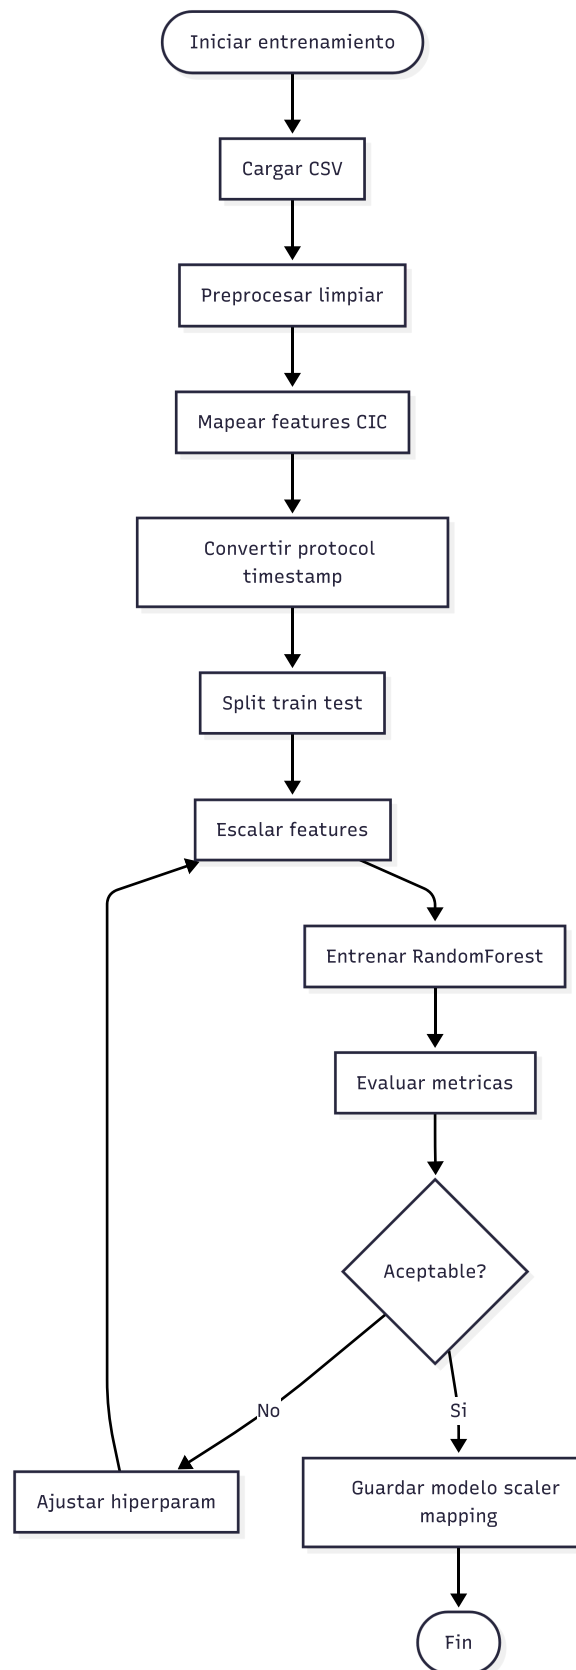 Iniciar entrenamiento
Cargar CSV
Preprocesar limpiar
Mapear features CIC
Convertir protocol
timestamp
Split train test
Escalar features
Entrenar RandomForest
Evaluar metricas
Aceptable?
No
Si
Ajustar hiperparam
Guardar modelo scaler
mapping
Fin